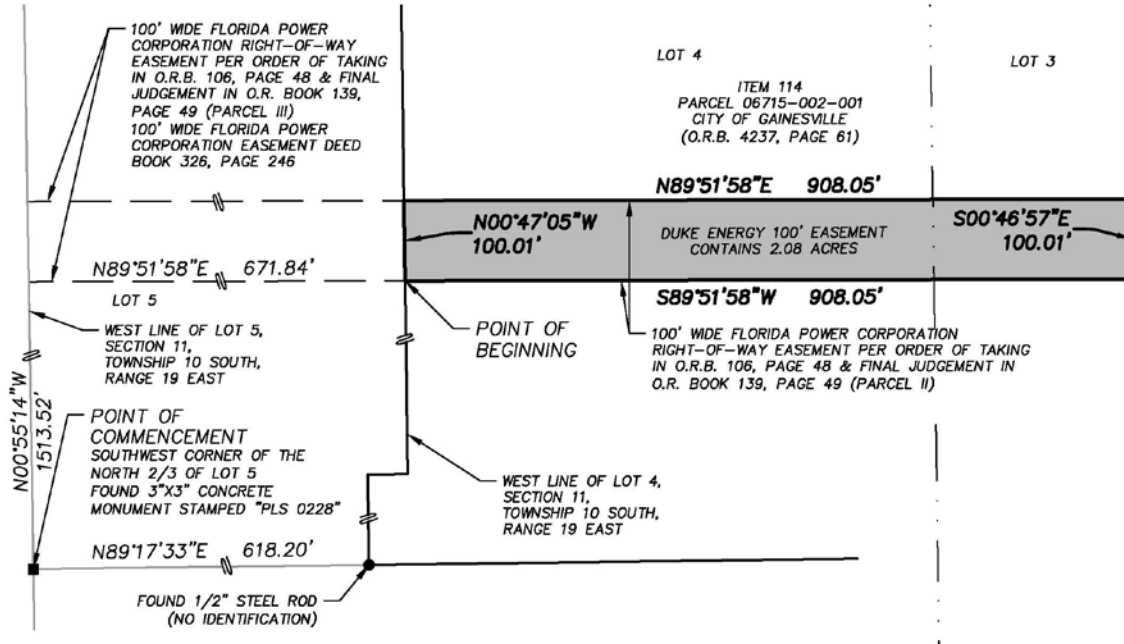 100' WIDE FLORIDA POWER
CORPORATION RIGHT-OF-WAY
EASEMENT PER ORDER OF TAKING
IN O.R.B. 106, PAGE 48 & FINAL
JUDGEMENT IN O.R. BOOK 139,
PAGE 49 (PARCEL III)
100' WIDE FLORIDA POWER
CORPORATION EASEMENT DEED
BOOK 326, PAGE 246
LOT 4
LOT 3
ITEM 114
PARCEL 06715-002-001
CITY OF GAINESVILLE
(O.R.B. 4237, PAGE 61)
N89°51'58"E 908.05'
N00°47'05"W
100.01'
DUKE ENERGY 100' EASEMENT
CONTAINS 2.08 ACRES
S00°46'57"E
100.01'
N89°51'58"E 671.84'
S89°51'58"W 908.05'
LOT 5
WEST LINE OF LOT 5,
SECTION 11,
TOWNSHIP 10 SOUTH,
RANGE 19 EAST
POINT OF
BEGINNING
100' WIDE FLORIDA POWER CORPORATION
RIGHT-OF-WAY EASEMENT PER ORDER OF TAKING
IN O.R.B. 106, PAGE 48 & FINAL JUDGEMENT IN
O.R. BOOK 139, PAGE 49 (PARCEL II)
N00°55'14"W
1513.52'
POINT OF
COMMENCEMENT
SOUTHWEST CORNER OF THE
NORTH 2/3 OF LOT 5
FOUND 3"X3" CONCRETE
MONUMENT STAMPED "PLS 0228"
WEST LINE OF LOT 4,
SECTION 11,
TOWNSHIP 10 SOUTH,
RANGE 19 EAST
N89°17'33"E 618.20'
FOUND 1/2" STEEL ROD
(NO IDENTIFICATION)